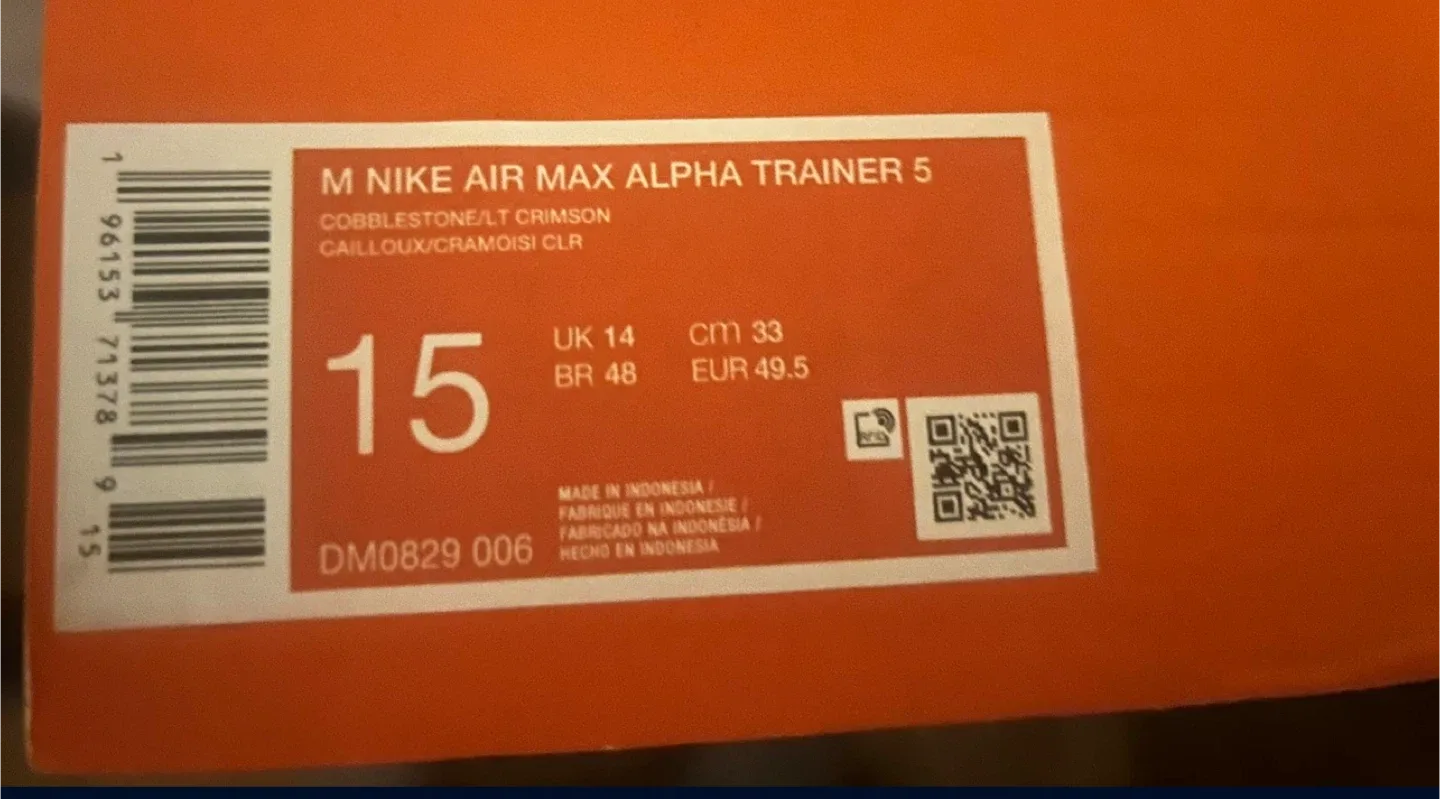 M NIKE AIR MAX ALPHA TRAINER 5
COBBLESTONE/LT CRIMSON
CAILLOUX/CRAMOISI CLR
15
UK 14 cm 33
BR 48 EUR 49.5
RFID
MADE IN INDONESIA /
FABRIQUE EN INDONESIE /
FABRICADO NA INDONÉSIA /
HECHO EN INDONESIA
DM0829 006
1 96153 71378 9 15